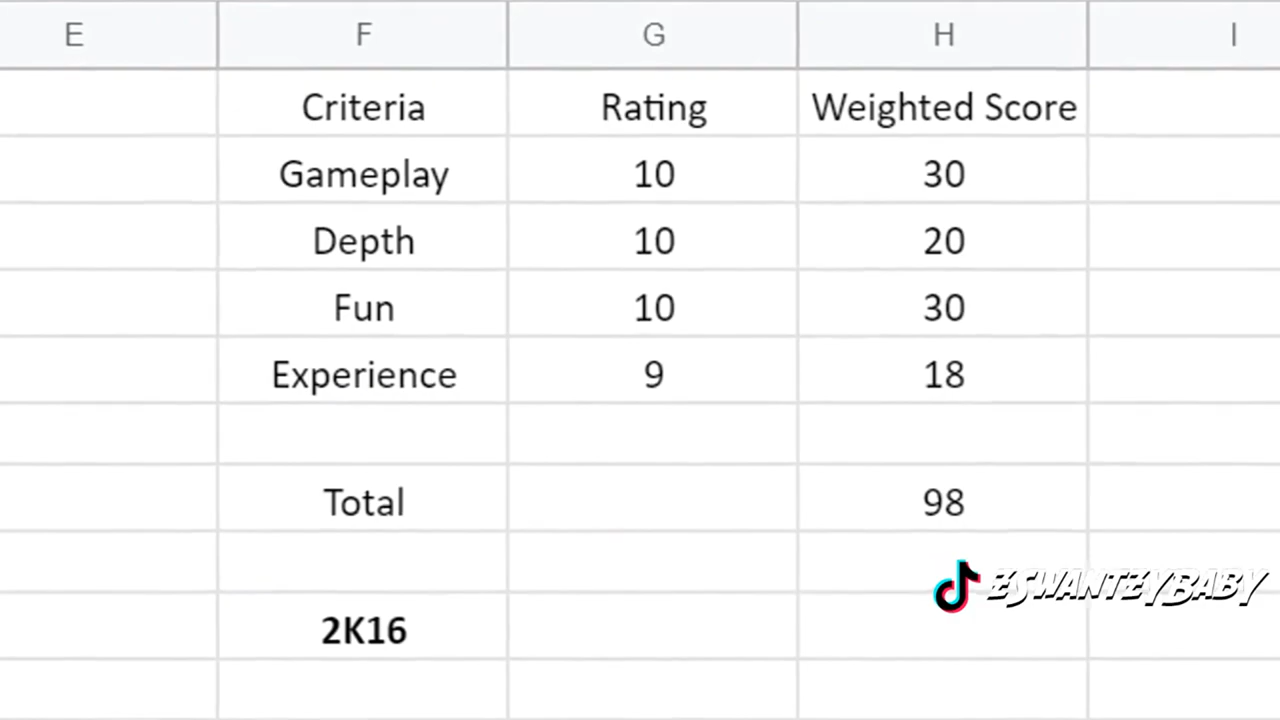 E F G H I
Criteria Rating Weighted Score
Gameplay 10 30
Depth 10 20
Fun 10 30
Experience 9 18
Total 98
ESWANTEYBABY
2K16